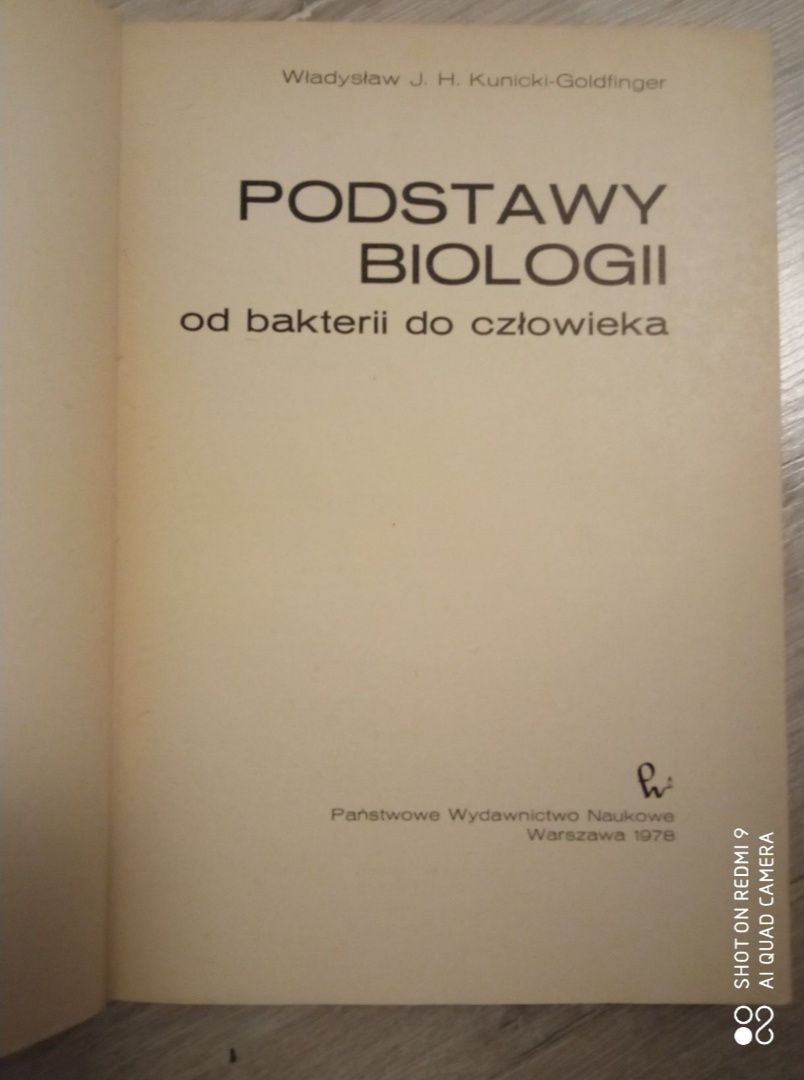 Władysław J. H. Kunicki-Goldfinger
PODSTAWY
BIOLOGII
od bakterii do człowieka
Państwowe Wydawnictwo Naukowe
Warszawa 1978
SHOT ON REDMI 9
AI QUAD CAMERA